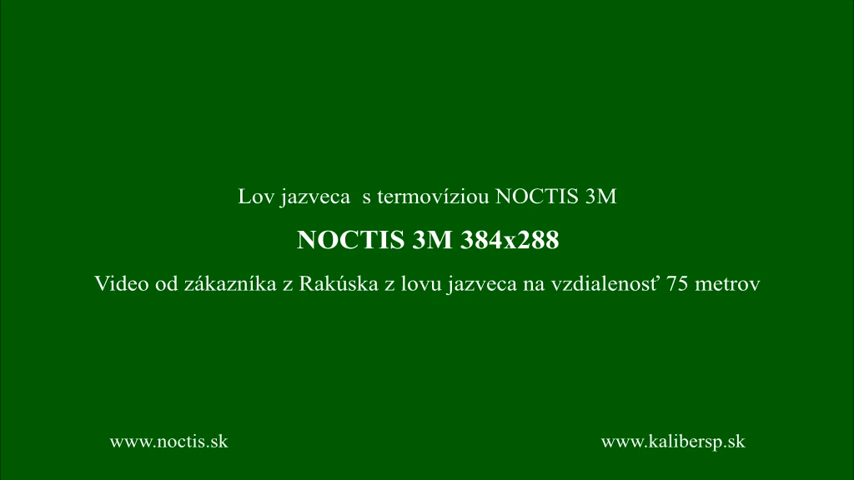 Lov jazveca  s termovíziou NOCTIS 3M
NOCTIS 3M 384x288
Video od zákazníka z Rakúska z lovu jazveca na vzdialenosť 75 metrov
www.noctis.sk
www.kalibersp.sk